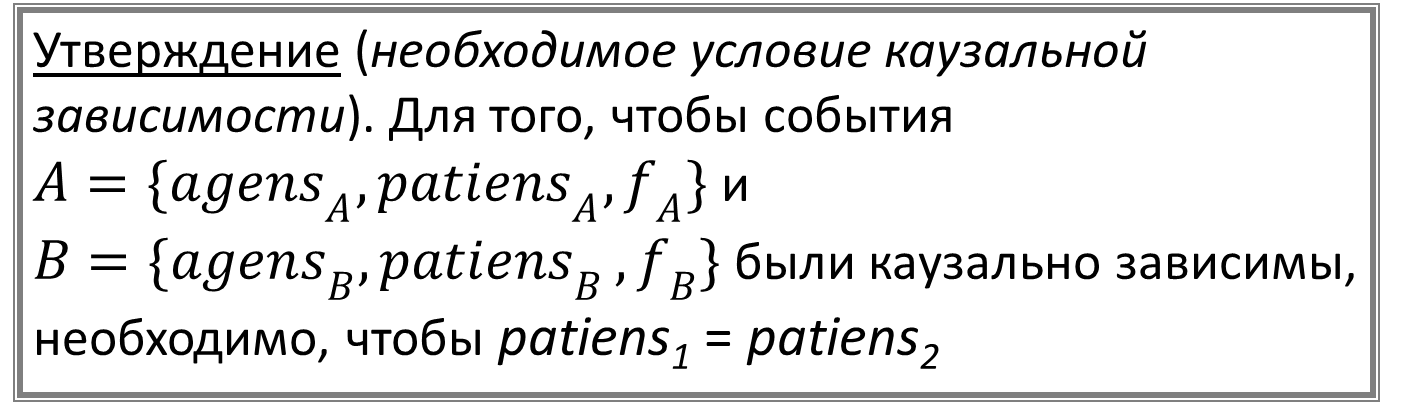 Утверждение (необходимое условие каузальной
зависимости). Для того, чтобы события
A = {agens_A, patiens_A, f_A} и
B = {agens_B, patiens_B , f_B} были каузально зависимы,
необходимо, чтобы patiens_1 = patiens_2